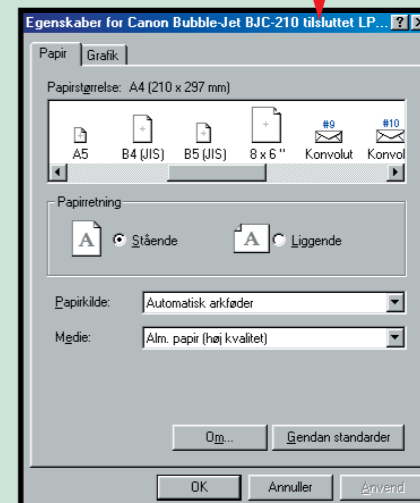 Egenskaber for Canon Bubble-Jet BJC-210 tilsluttet LP...
Papir Grafik
Papirstørrelse: A4 (210 x 297 mm)
#9 #10
A5 B4 (JIS) B5 (JIS) 8 x 6 " Konvolut Konvol
Papirretning
A Stående A Liggende
Papirkilde: Automatisk arkføder
Medie: Alm. papir (høj kvalitet)
Om... Gendan standarder
OK Annuller Anvend